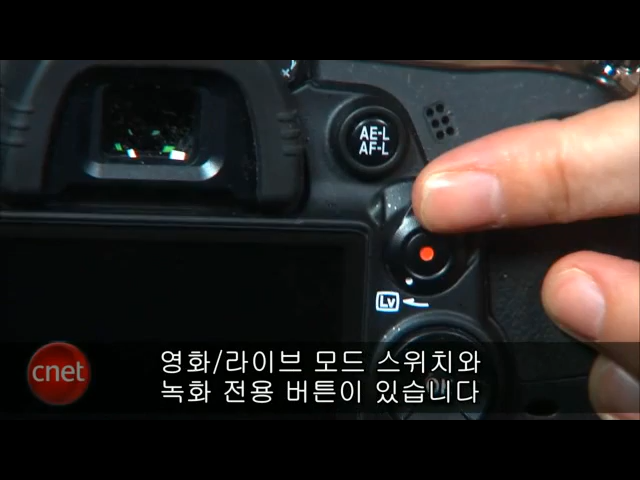 AE-L
AF-L
Lv
cnet
영화/라이브 모드 스위치와
녹화 전용 버튼이 있습니다